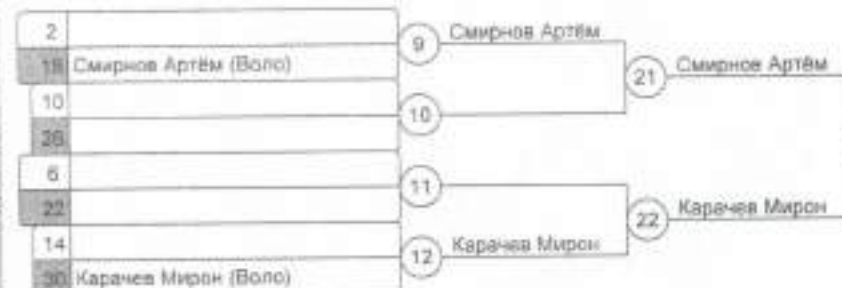 2
18 Смирнов Артём (Воло)
10
26
6
22
14
30 Карачев Мирон (Воло)
9 Смирнов Артём
10
11
12 Карачев Мирон
21 Смирнов Артём
22 Карачев Мирон